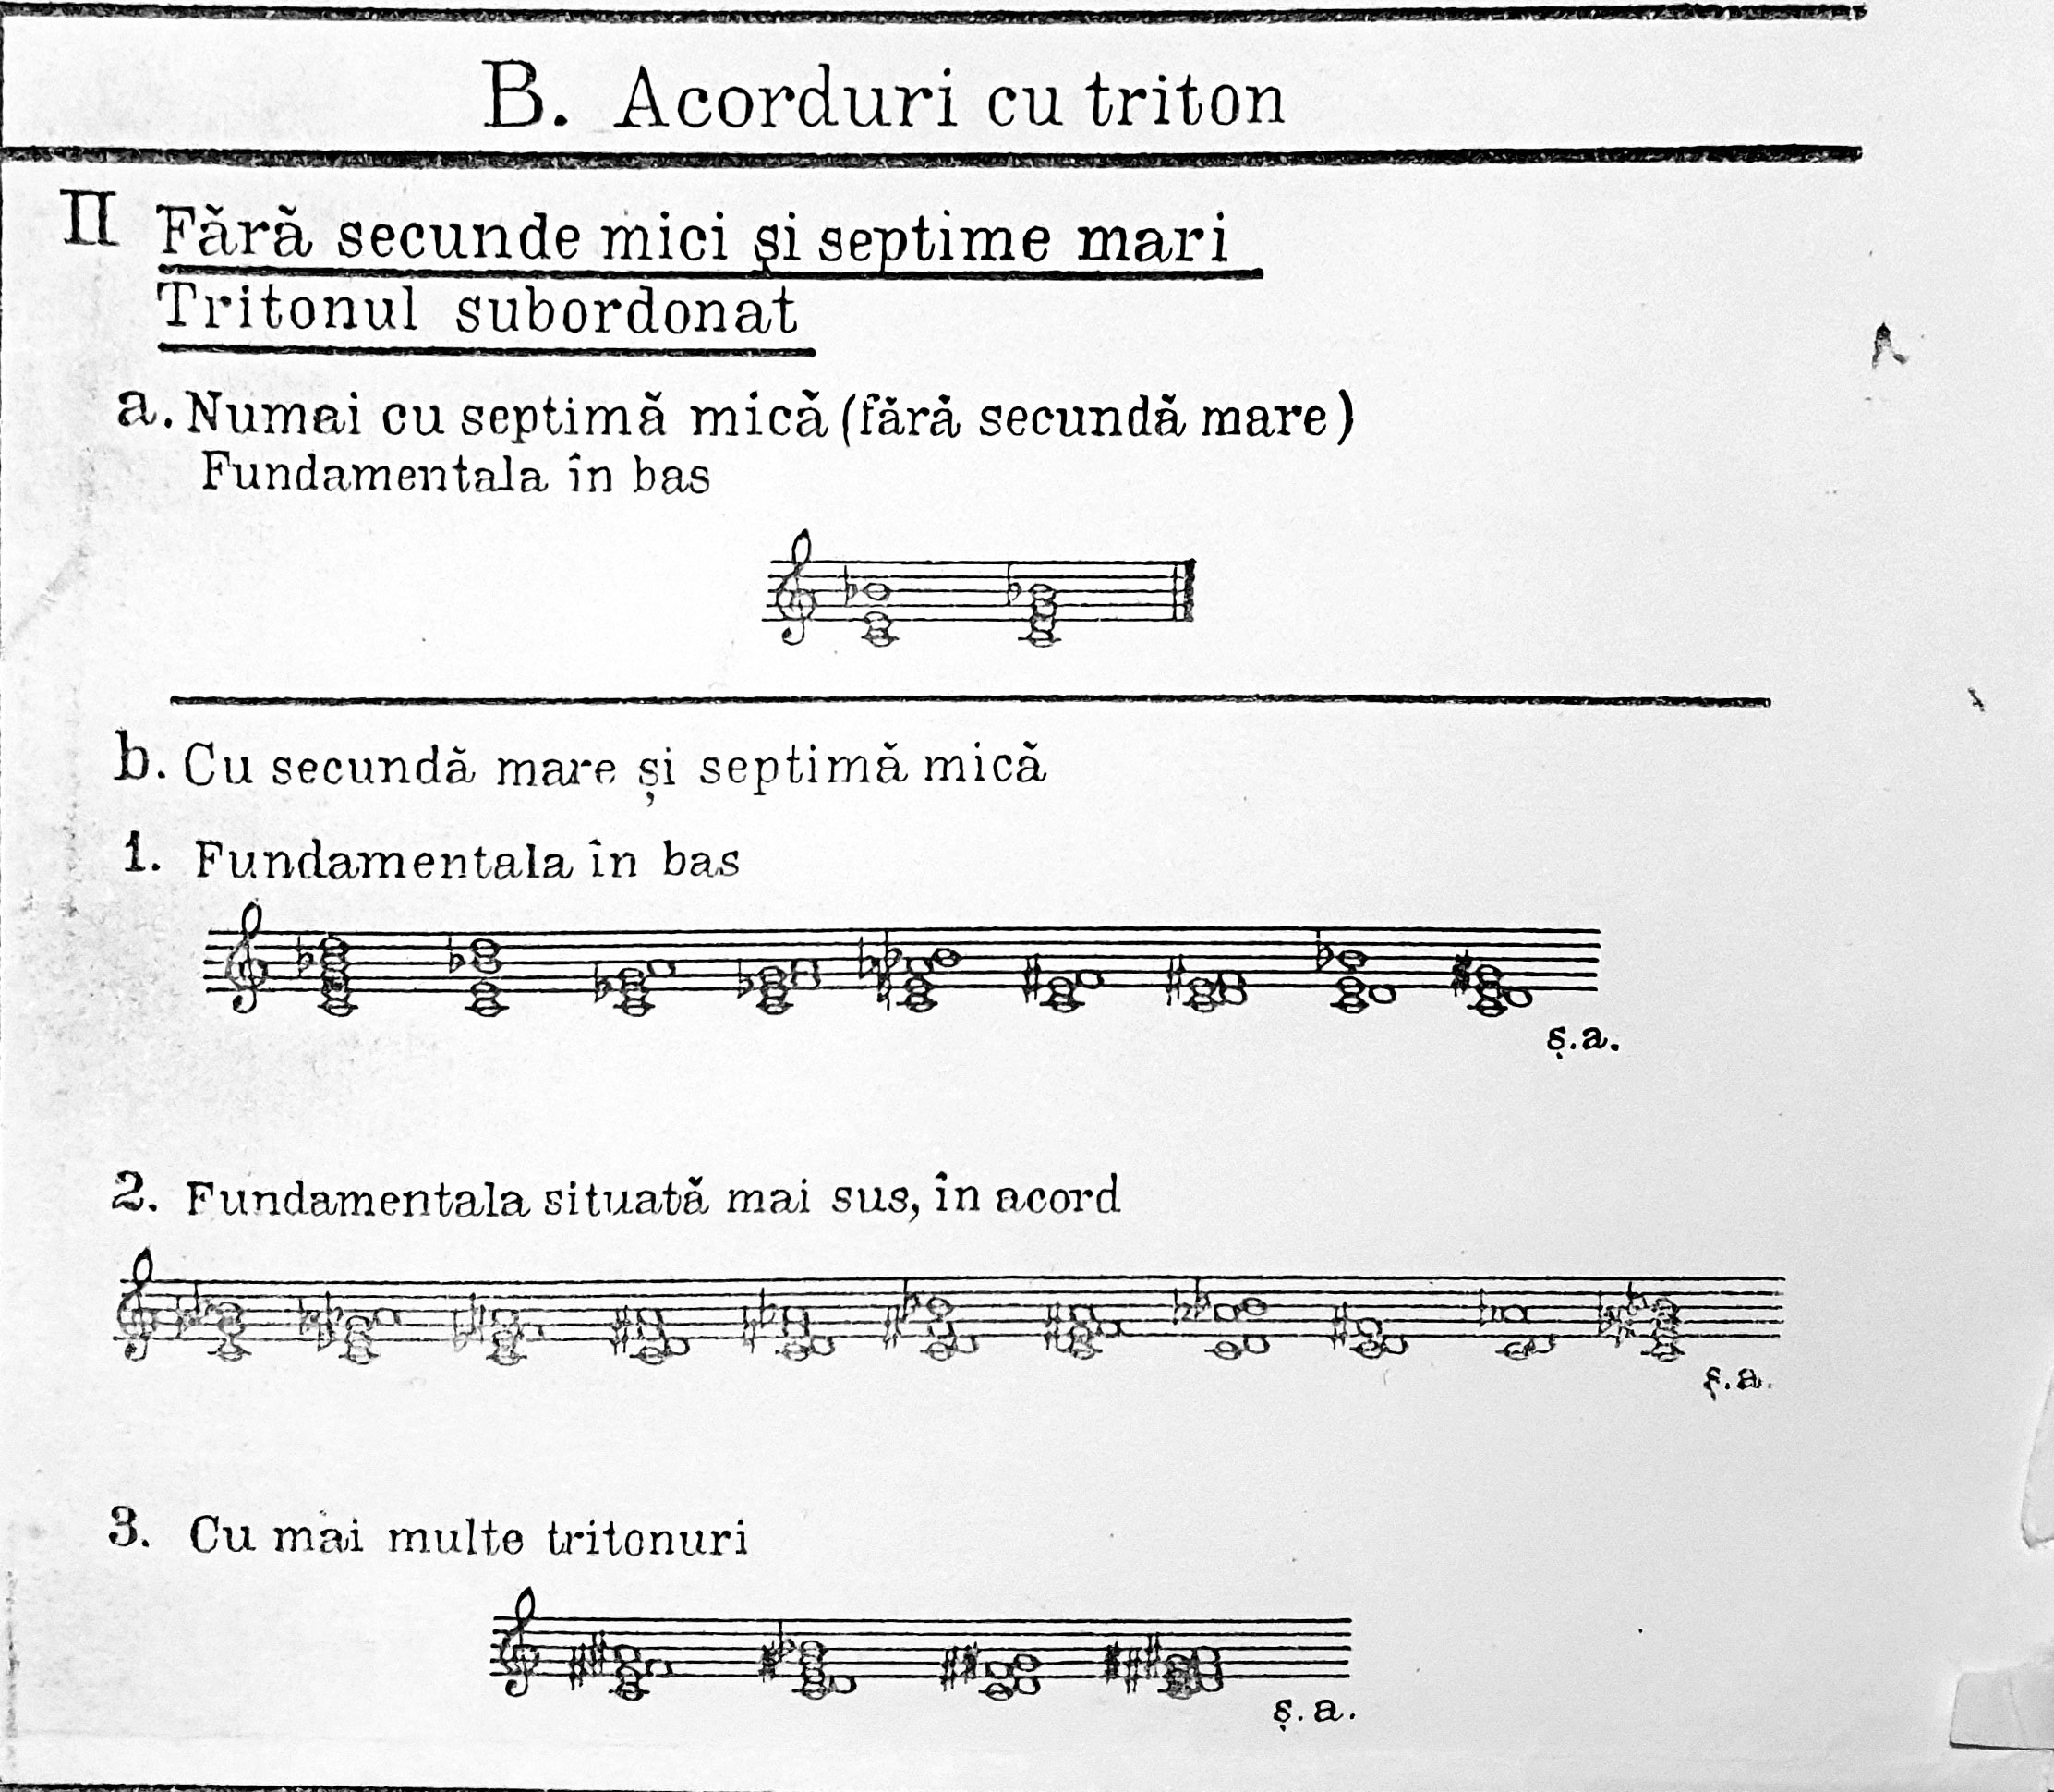 B. Acorduri cu triton
II Fără secunde mici și septime mari
Tritonul subordonat
a. Numai cu septimă mică (fără secundă mare)
Fundamentala în bas
b. Cu secundă mare și septimă mică
1. Fundamentala în bas
ș.a.
2. Fundamentala situată mai sus, în acord
ș.a.
3. Cu mai multe tritonuri
ș.a.